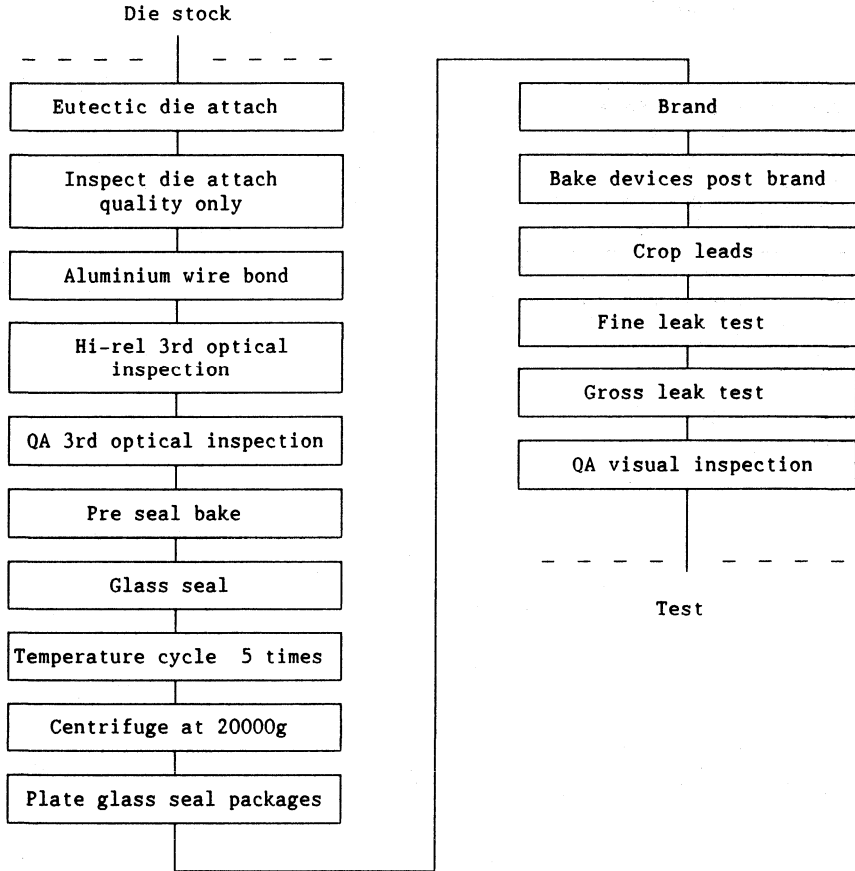 Die stock
Eutectic die attach
Inspect die attach
quality only
Aluminium wire bond
Hi-rel 3rd optical
inspection
QA 3rd optical inspection
Pre seal bake
Glass seal
Temperature cycle 5 times
Centrifuge at 20000g
Plate glass seal packages
Brand
Bake devices post brand
Crop leads
Fine leak test
Gross leak test
QA visual inspection
Test